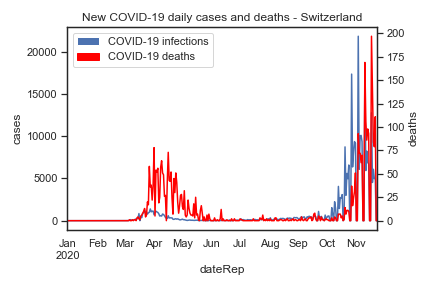 New COVID-19 daily cases and deaths - Switzerland
COVID-19 infections
COVID-19 deaths
cases
20000
15000
10000
5000
0
deaths
200
175
150
125
100
75
50
25
0
Jan Feb Mar Apr May Jun Jul Aug Sep Oct Nov
2020
dateRep